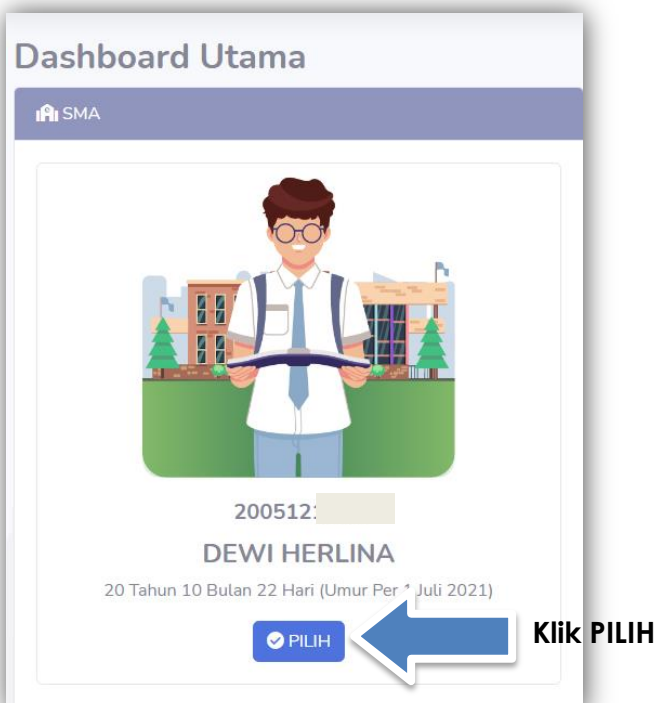 Dashboard Utama
SMA
2005121
DEWI HERLINA
20 Tahun 10 Bulan 22 Hari (Umur Per 1 Juli 2021)
PILIH
Klik PILIH